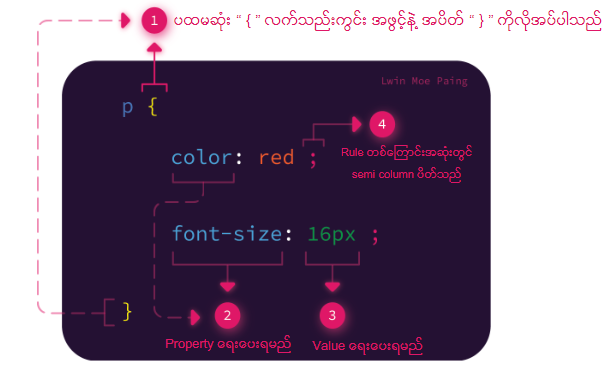 1 ပထမဆုံး “ { ” လက်သည်းကွင်း အဖွင့်နဲ့ အပိတ် “ } ” ကိုလိုအပ်ပါသည်
Lwin Moe Paing
p {
4
color: red ;
Rule တစ်ကြောင်းအဆုံးတွင်
semi column ပိတ်သည်
font-size: 16px ;
}
2 3
Property ရေးပေးရမည် Value ရေးပေးရမည်